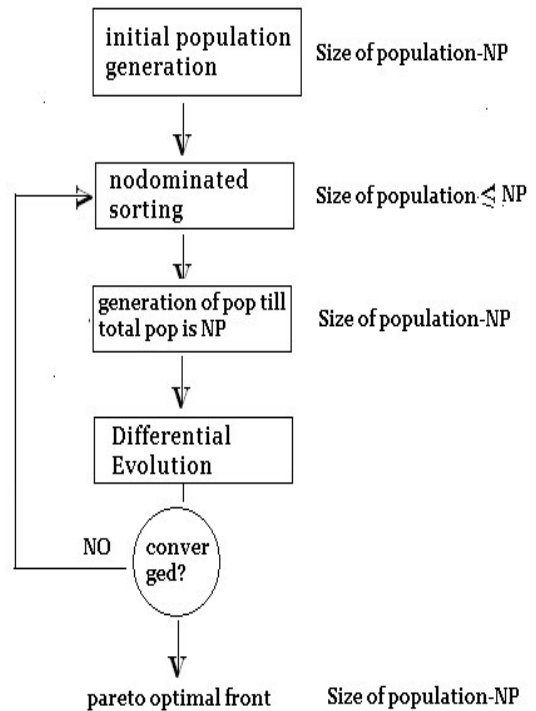 initial population
generation
Size of population-NP
nodominated
sorting
Size of population ≤ NP
generation of pop till
total pop is NP
Size of population-NP
Differential
Evolution
NO
conver
ged?
pareto optimal front
Size of population-NP